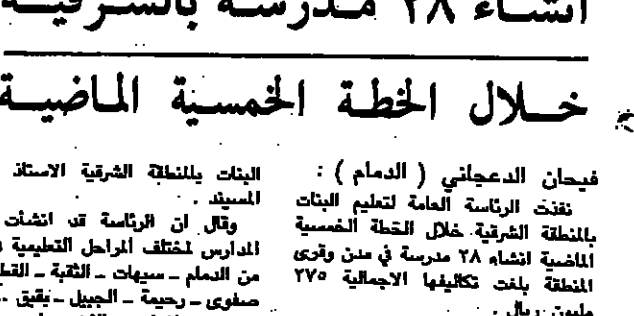 انشاء ٢٨ مدرسة بالشرقية
خلال الخطة الخمسية الماضية
فيحان الدعجاني ( الدمام ) :
نفذت الرئاسة العامة لتعليم البنات
بالمنطقة الشرقية خلال الخطة الخمسية
الماضية انشاء ٢٨ مدرسة في مدن وقرى
المنطقة بلغت تكاليفها الاجمالية ٢٧٥
مليون ريال .
البنات بالمنطقة الشرقية الاستاذ
المسيند .
وقال ان الرئاسة قد انشأت
المدارس لمختلف المراحل التعليمية
من الدمام ـ سيهات ـ الثقبة ـ القط
صفوى ـ رحيمة ـ الجبيل ـ بقيق ـ